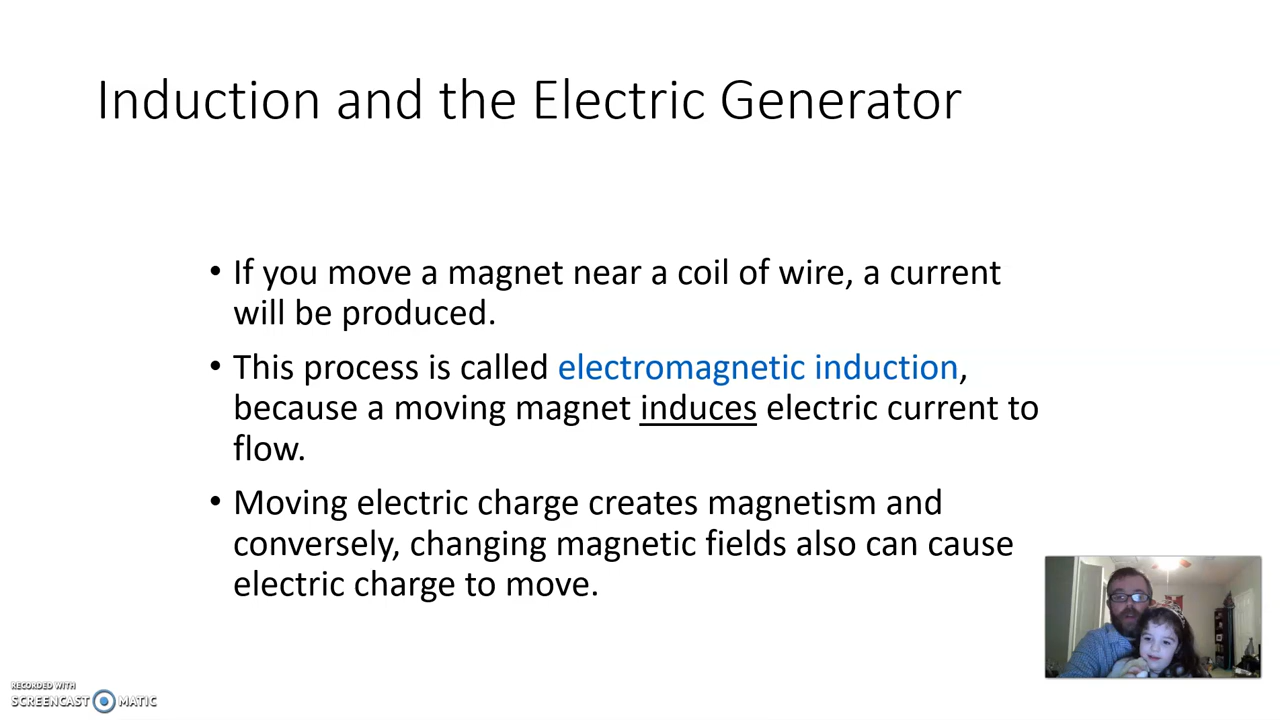 Induction and the Electric Generator
• If you move a magnet near a coil of wire, a current
will be produced.
• This process is called electromagnetic induction,
because a moving magnet induces electric current to
flow.
• Moving electric charge creates magnetism and
conversely, changing magnetic fields also can cause
electric charge to move.
RECORDED WITH
SCREENCAST MATIC